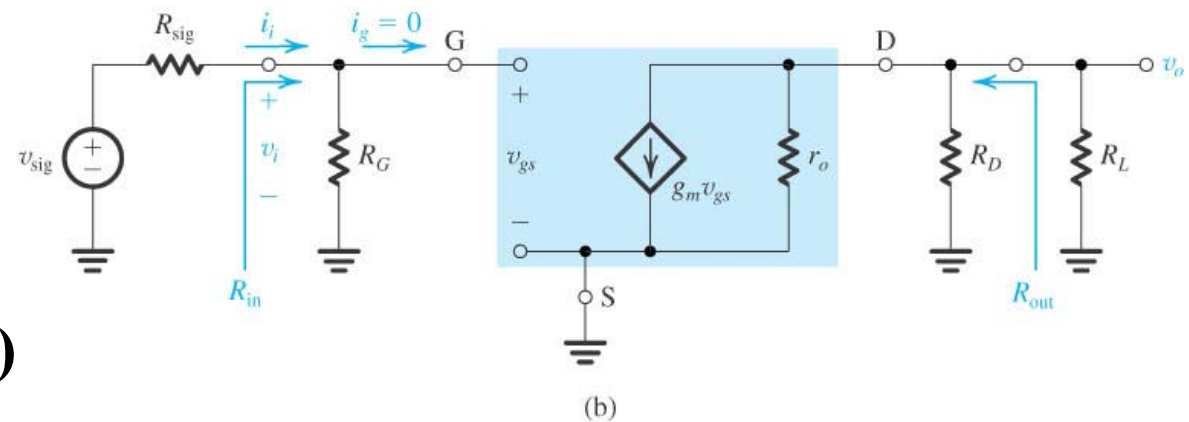 R_sig
i_i
i_g = 0
G
D
v_o
+
+
v_sig
+
−
v_i
R_G
v_gs
g_m v_gs
r_o
R_D
R_L
−
−
R_in
S
R_out
)
(b)